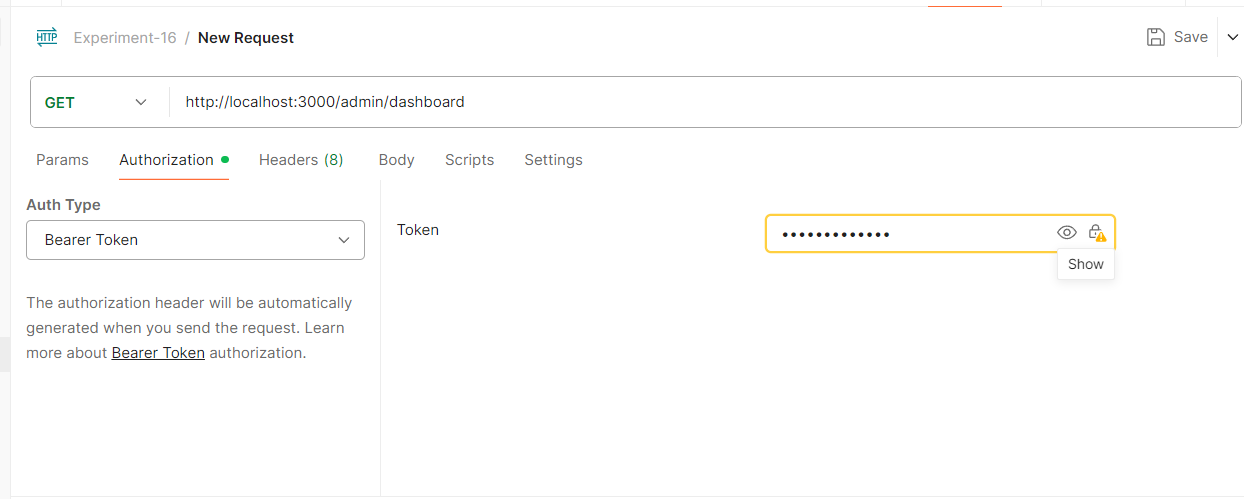 HTTP Experiment-16 / New Request Save
GET http://localhost:3000/admin/dashboard
Params Authorization Headers (8) Body Scripts Settings
Auth Type
Bearer Token
Token
•••••••••••••
Show
The authorization header will be automatically
generated when you send the request. Learn
more about Bearer Token authorization.